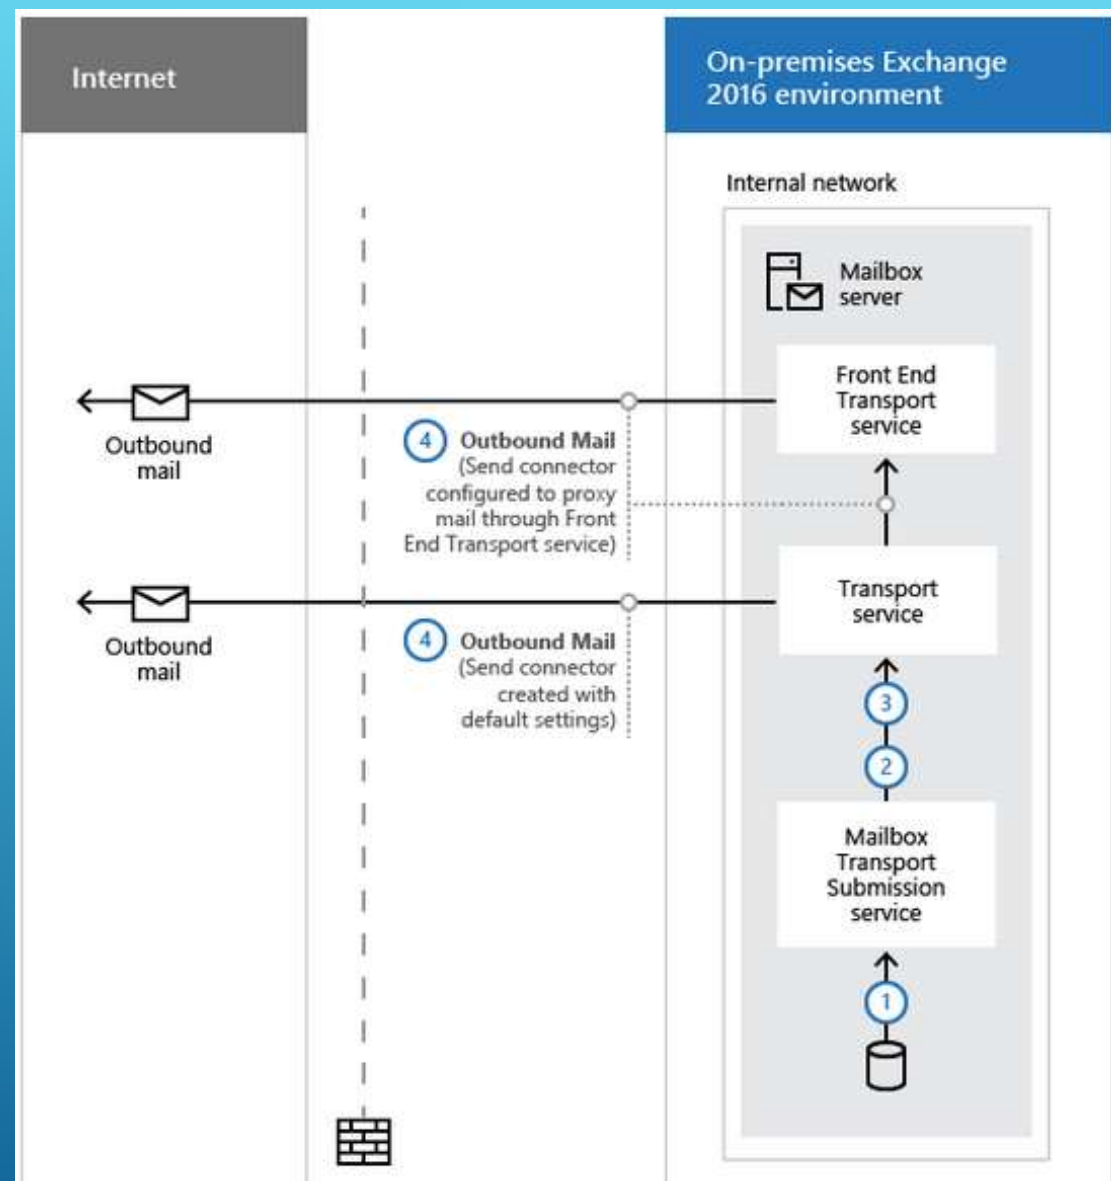 Internet
On-premises Exchange
2016 environment
Internal network
Mailbox
server
Front End
Transport
service
Outbound
mail
4 Outbound Mail
(Send connector
configured to proxy
mail through Front
End Transport service)
Transport
service
Outbound
mail
4 Outbound Mail
(Send connector
created with
default settings)
3
2
Mailbox
Transport
Submission
service
1